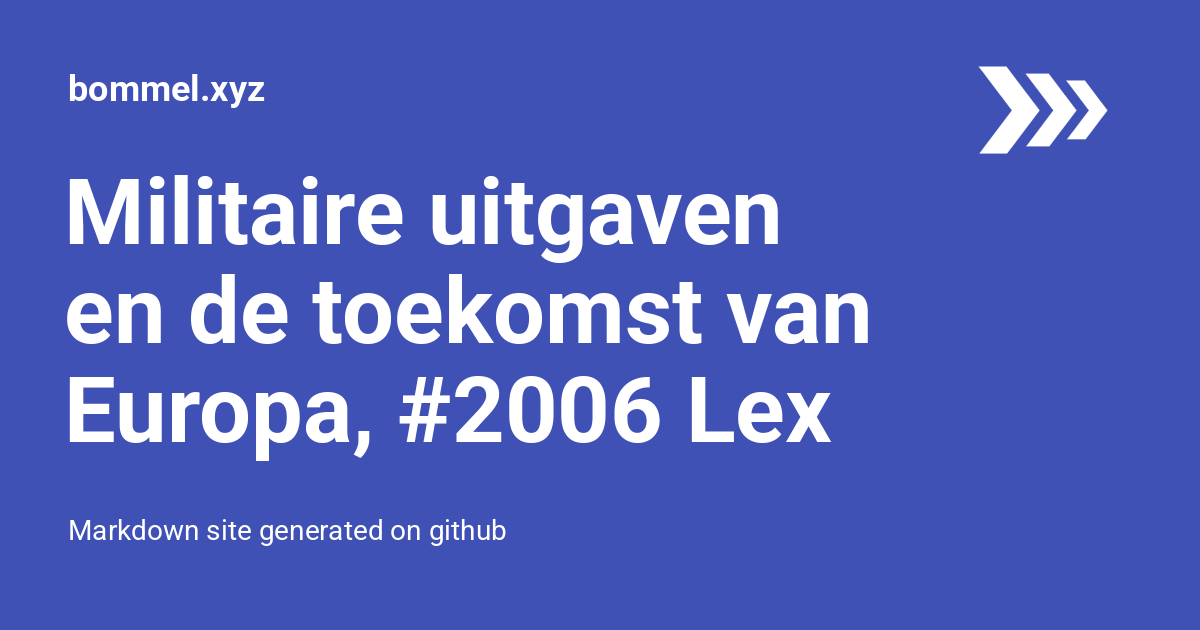 bommel.xyz
Militaire uitgaven
en de toekomst van
Europa, #2006 Lex
Markdown site generated on github